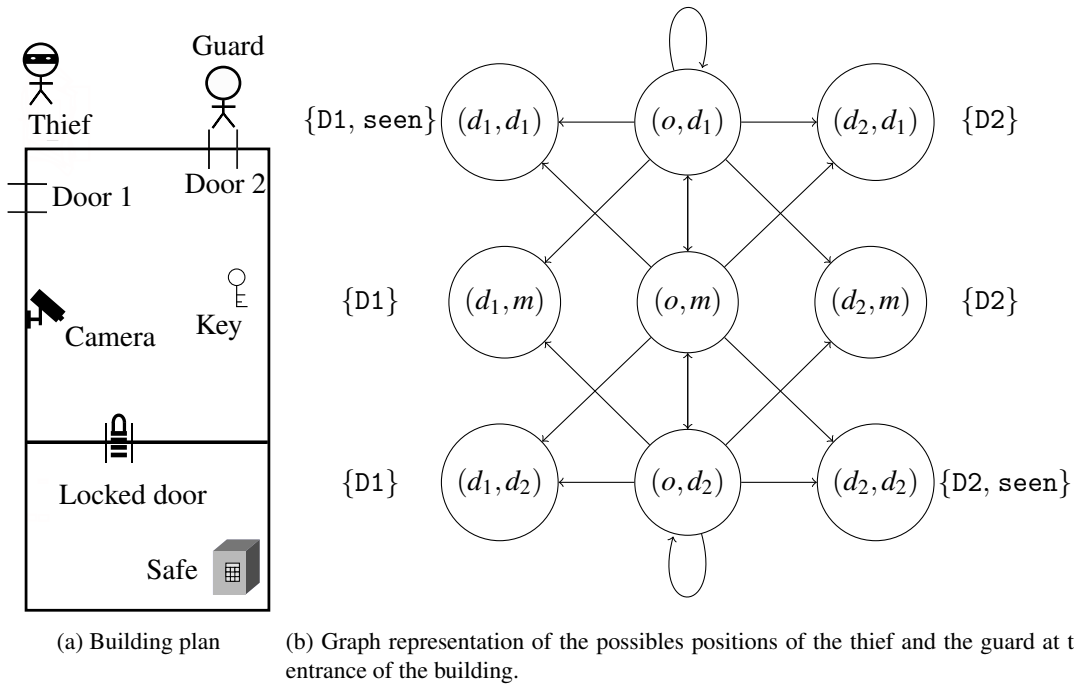 Guard
Thief
Door 1
Door 2
Camera
Key
Locked door
Safe
(a) Building plan
{D1, seen} (d₁, d₁) (o, d₁) (d₂, d₁) {D2}
{D1} (d₁, m) (o, m) (d₂, m) {D2}
{D1} (d₁, d₂) (o, d₂) (d₂, d₂) {D2, seen}
(b) Graph representation of the possibles positions of the thief and the guard at t
entrance of the building.